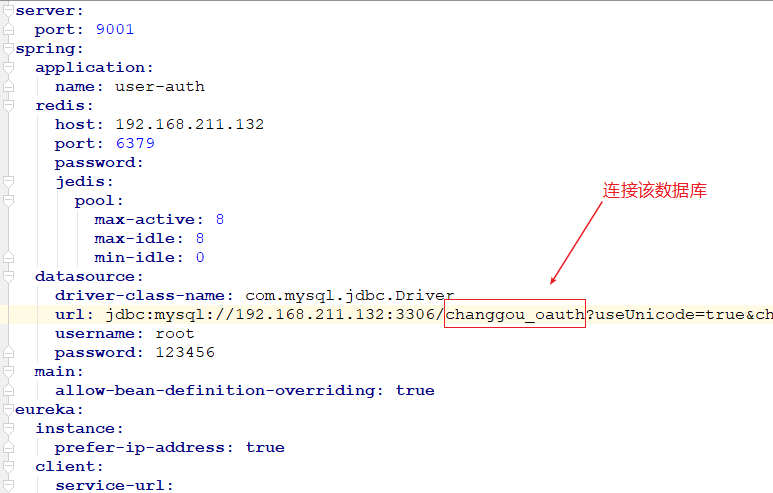 server:
port: 9001
spring:
application:
name: user-auth
redis:
host: 192.168.211.132
port: 6379
password:
jedis:
连接该数据库
pool:
max-active: 8
max-idle: 8
min-idle: 0
datasource:
driver-class-name: com.mysql.jdbc.Driver
url: jdbc:mysql://192.168.211.132:3306/changgou_oauth?useUnicode=true&ch
username: root
password: 123456
main:
allow-bean-definition-overriding: true
eureka:
instance:
prefer-ip-address: true
client:
service-url: